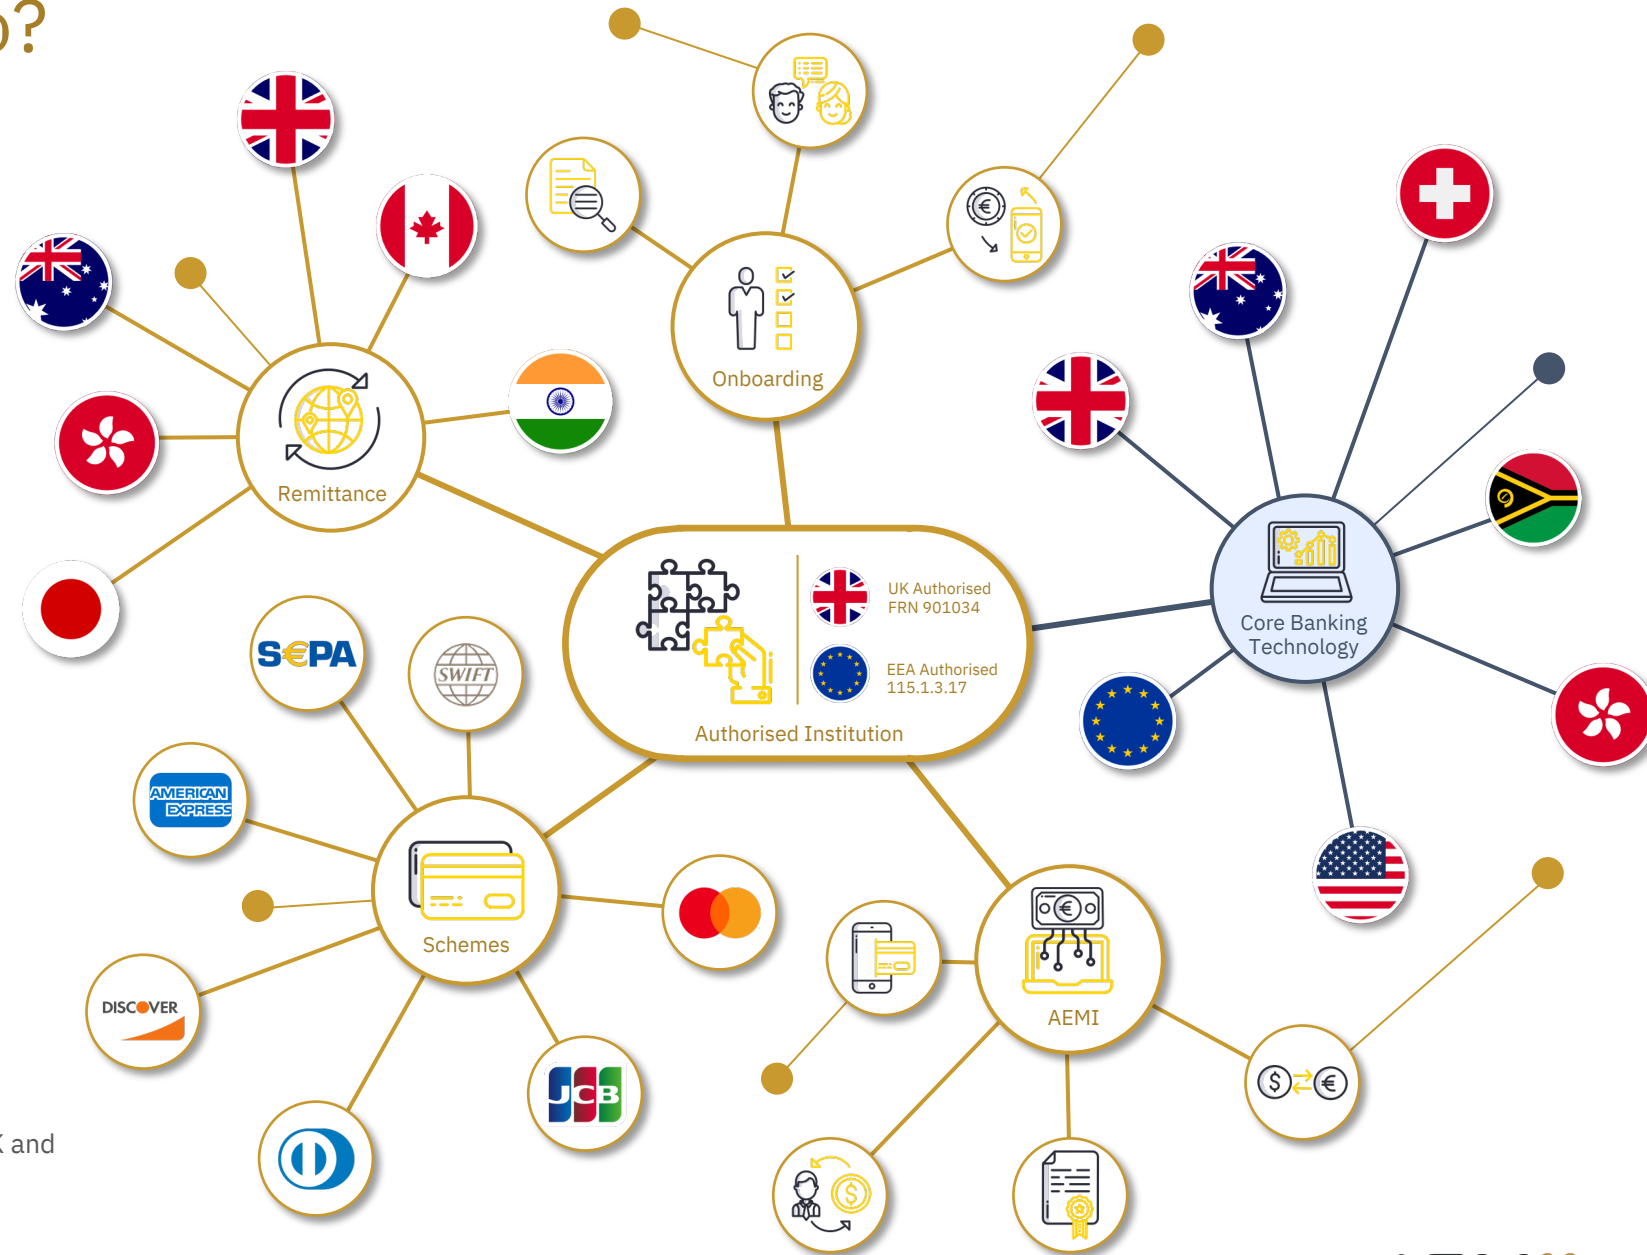 ?
Onboarding
Remittance
UK Authorised
FRN 901034
EEA Authorised
115.1.3.17
Authorised Institution
Core Banking
Technology
SEPA
SWIFT
AMERICAN
EXPRESS
Schemes
DISCOVER
JCB
AEMI
and